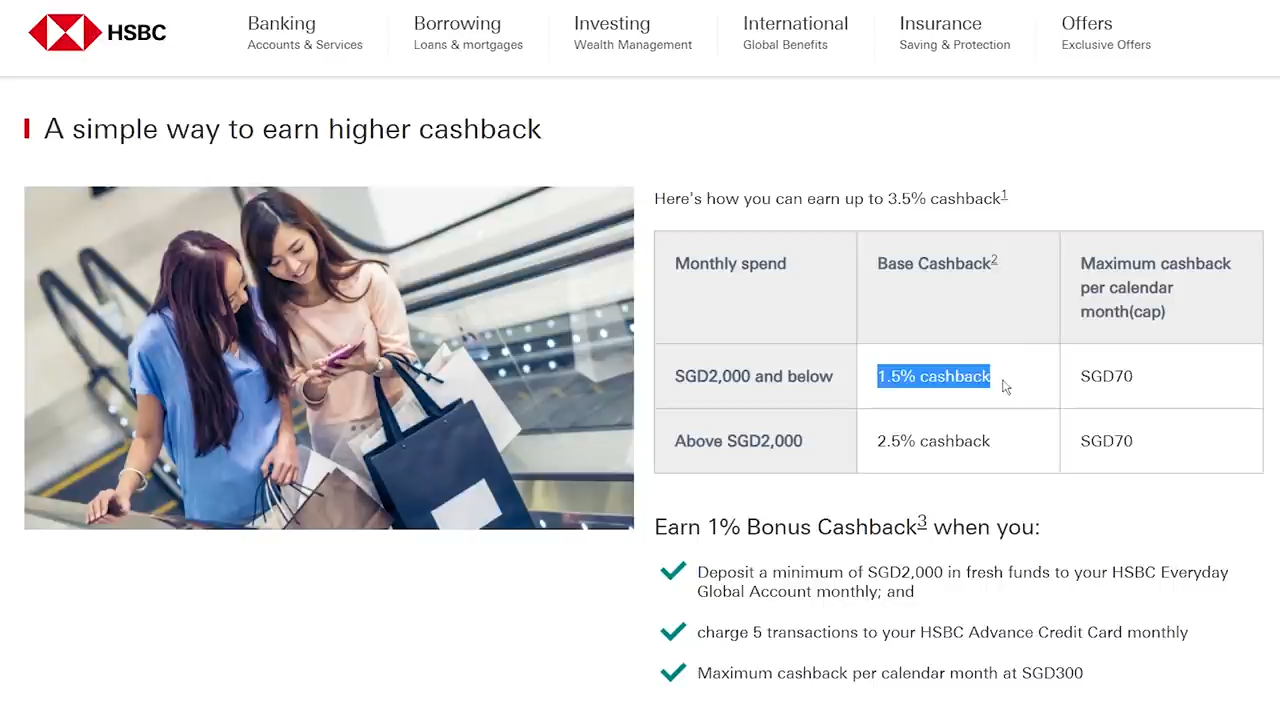 HSBC
Banking
Accounts & Services
Borrowing
Loans & mortgages
Investing
Wealth Management
International
Global Benefits
Insurance
Saving & Protection
Offers
Exclusive Offers
A simple way to earn higher cashback
Here's how you can earn up to 3.5% cashback1
Monthly spend
Base Cashback2
Maximum cashback
per calendar
month(cap)
SGD2,000 and below
1.5% cashback
SGD70
Above SGD2,000
2.5% cashback
SGD70
Earn 1% Bonus Cashback3 when you:
Deposit a minimum of SGD2,000 in fresh funds to your HSBC Everyday
Global Account monthly; and
charge 5 transactions to your HSBC Advance Credit Card monthly
Maximum cashback per calendar month at SGD300